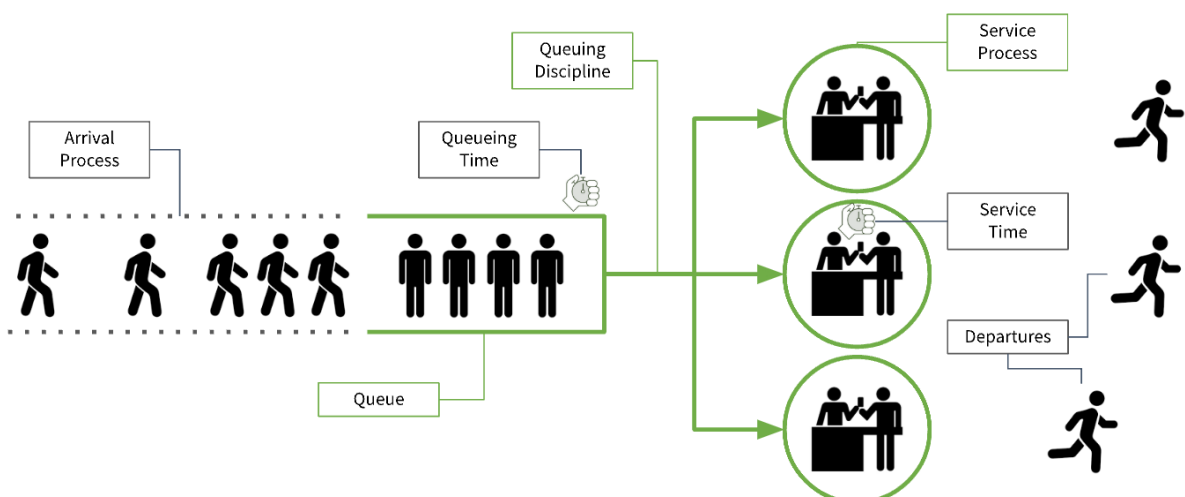 Arrival
Process
Queueing
Time
Queue
Queuing
Discipline
Service
Process
Service
Time
Departures